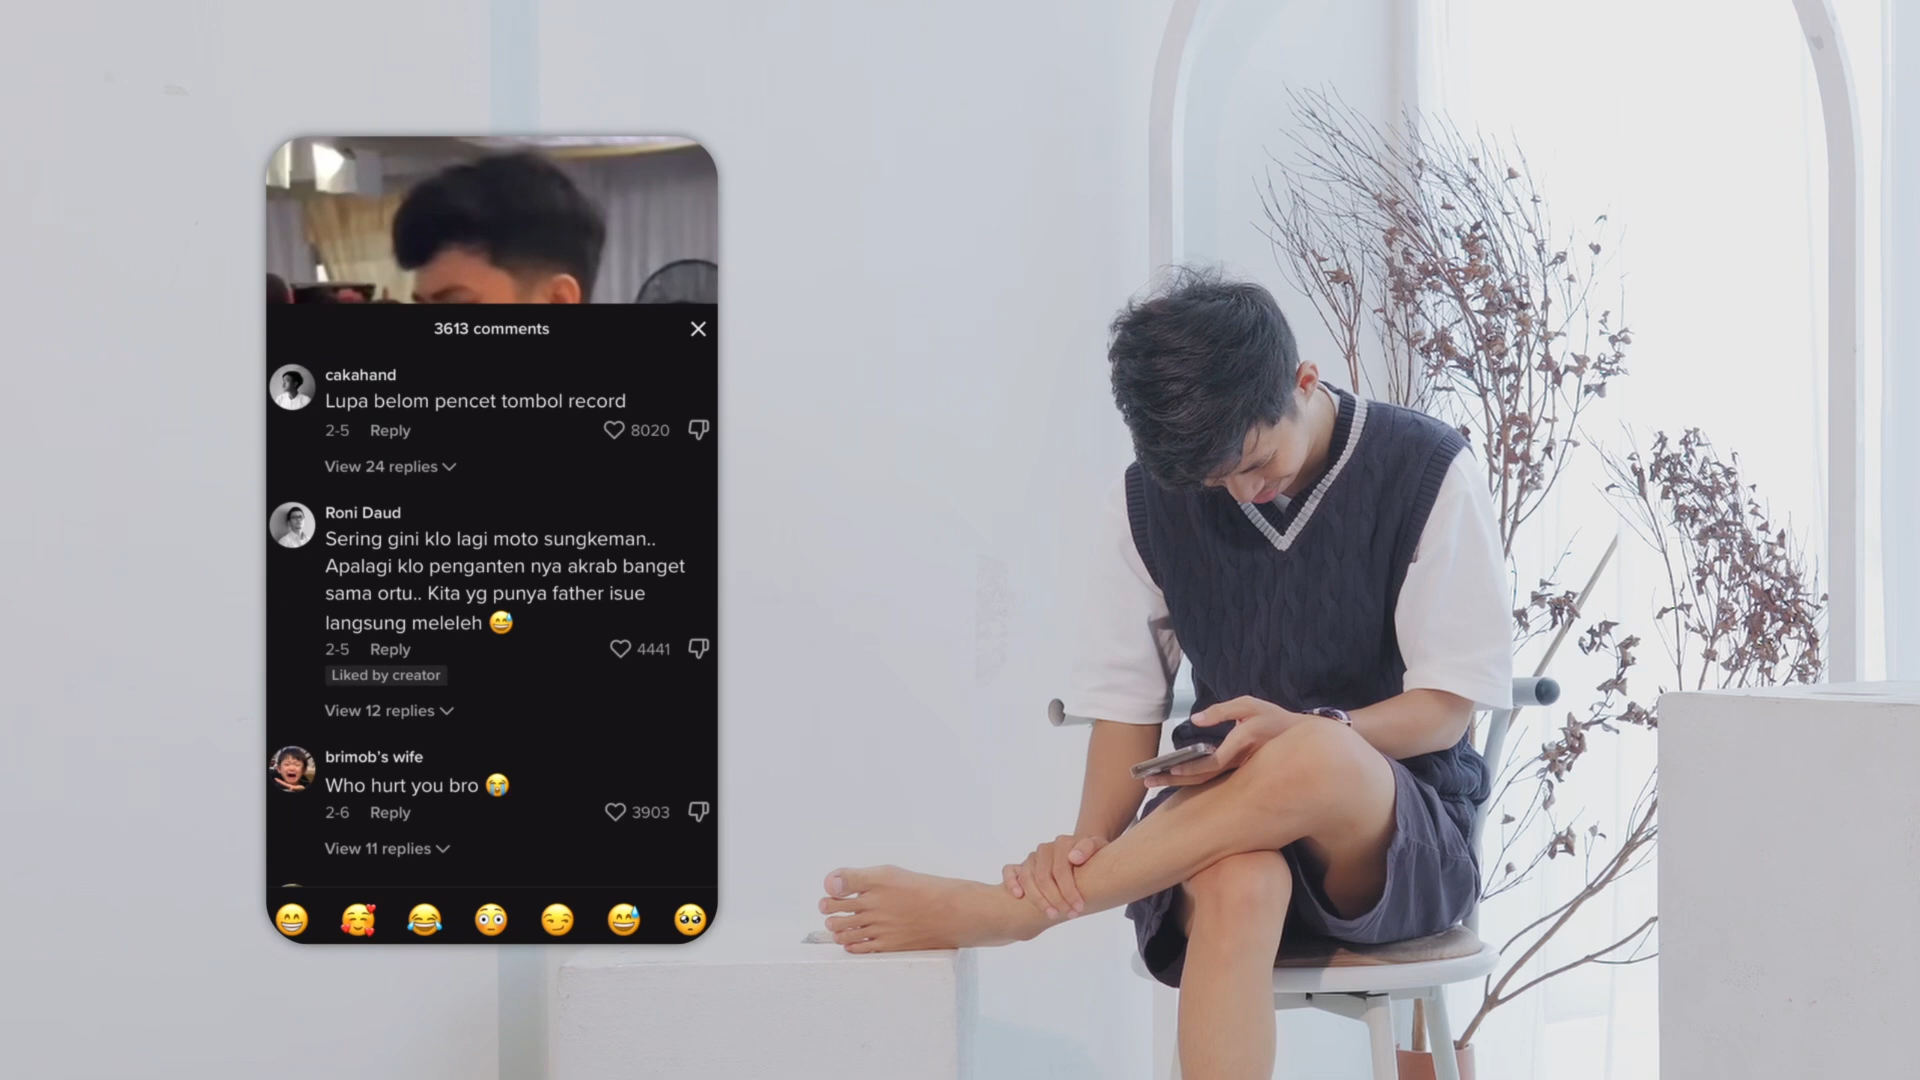 3613 comments
cakahand
Lupa belom pencet tombol record
2-5 Reply 8020
View 24 replies
Roni Daud
Sering gini klo lagi moto sungkeman..
Apalagi klo penganten nya akrab banget
sama ortu.. Kita yg punya father isue
langsung meleleh 😅
2-5 Reply 4441
Liked by creator
View 12 replies
brimob's wife
Who hurt you bro 😭
2-6 Reply 3903
View 11 replies